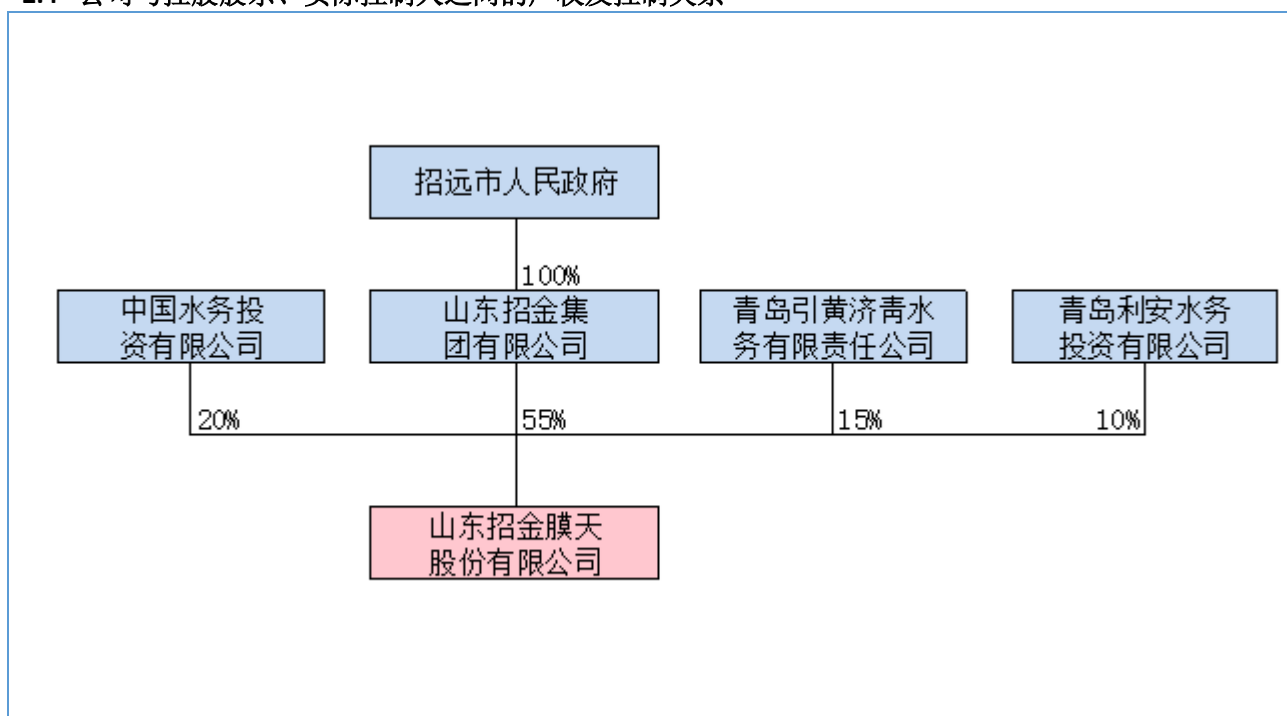 招远市人民政府
100%
中国水务投
资有限公司
山东招金集
团有限公司
青岛引黄济青水
务有限责任公司
青岛利安水务
投资有限公司
20%
55%
15%
10%
山东招金膜天
股份有限公司